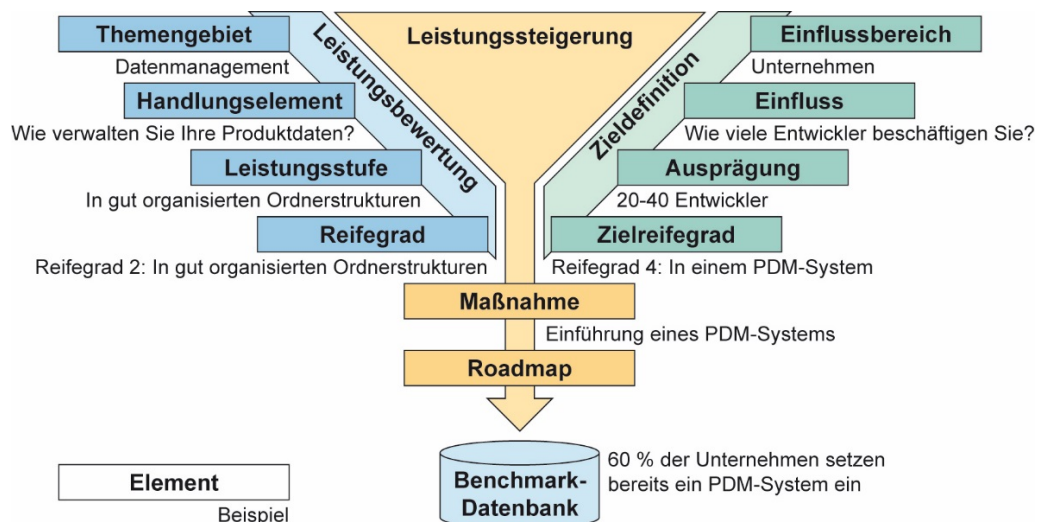 Leistungssteigerung
Leistungsbewertung
Themengebiet
Datenmanagement
Handlungselement
Wie verwalten Sie Ihre Produktdaten?
Leistungsstufe
In gut organisierten Ordnerstrukturen
Reifegrad
Reifegrad 2: In gut organisierten Ordnerstrukturen
Zieldefinition
Einflussbereich
Unternehmen
Einfluss
Wie viele Entwickler beschäftigen Sie?
Ausprägung
20-40 Entwickler
Zielreifegrad
Reifegrad 4: In einem PDM-System
Maßnahme
Einführung eines PDM-Systems
Roadmap
Benchmark-
Datenbank
60 % der Unternehmen setzen
bereits ein PDM-System ein
Element
Beispiel